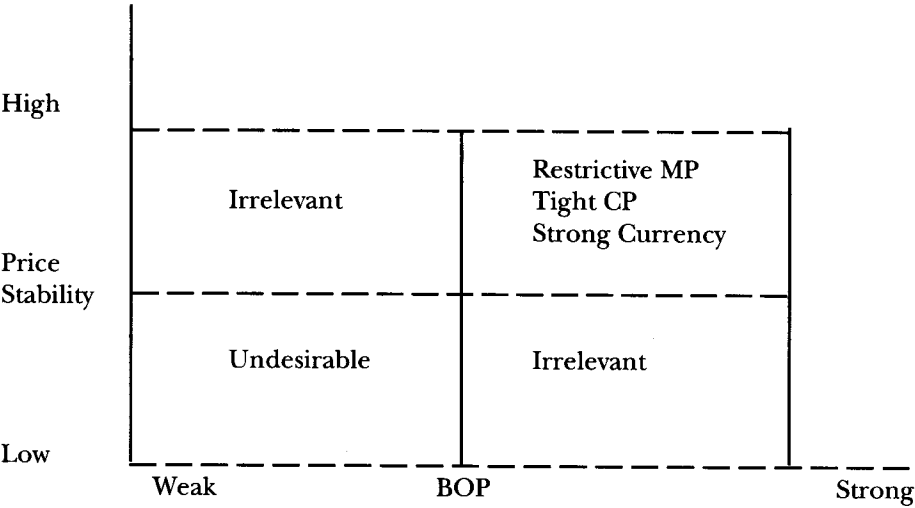 High
Restrictive MP
Irrelevant
Tight CP
Strong Currency
Price
Stability
Undesirable
Irrelevant
Low
Weak
BOP
Strong